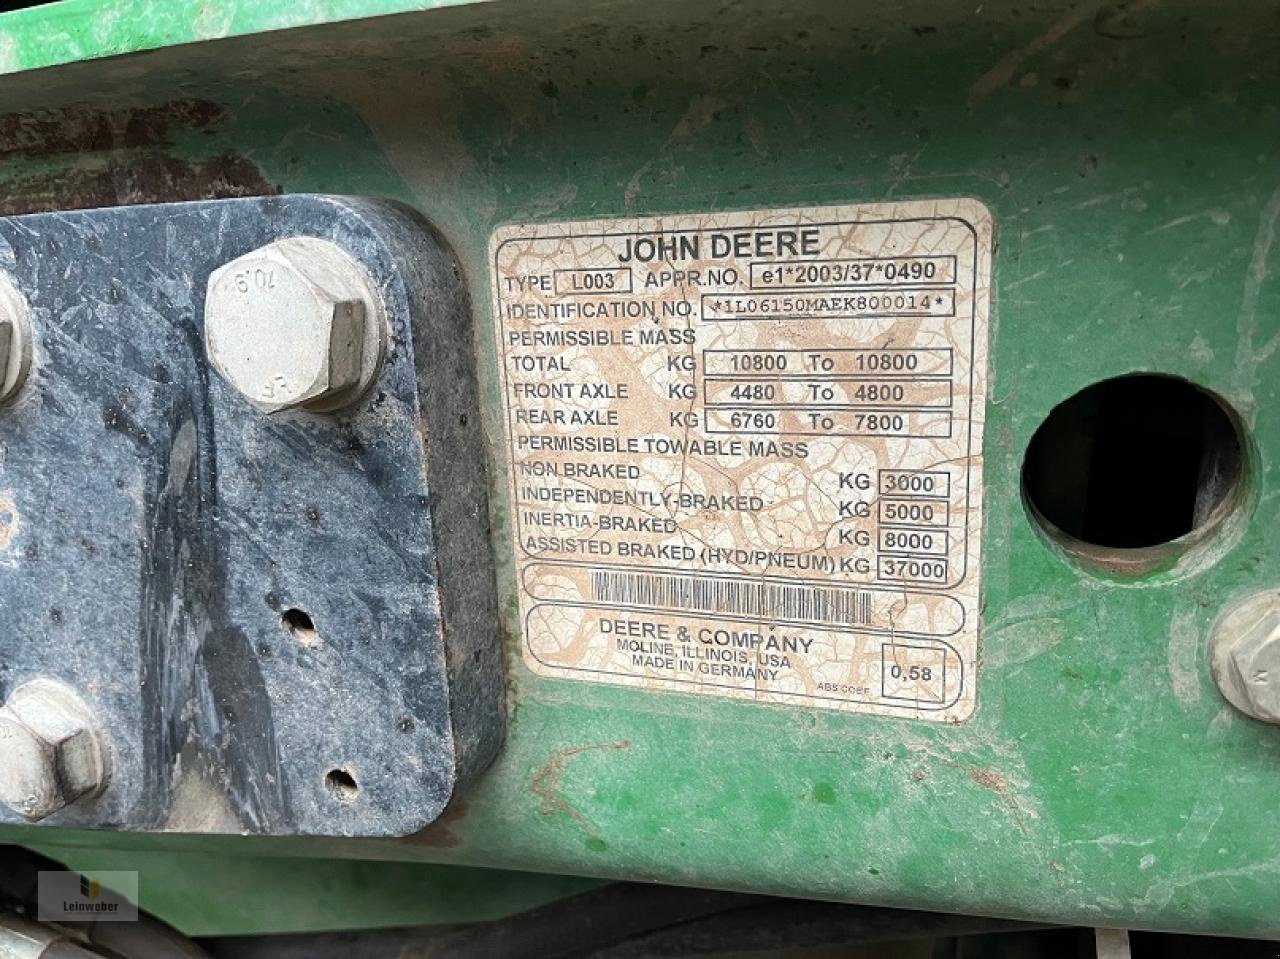 JOHN DEERE
TYPE L003 APPR.NO. e1*2003/37*0490
IDENTIFICATION NO. *1L06150MAEK800014*
PERMISSIBLE MASS
TOTAL KG 10800 To 10800
FRONT AXLE KG 4480 To 4800
REAR AXLE KG 6760 To 7800
PERMISSIBLE TOWABLE MASS
NON BRAKED KG 3000
INDEPENDENTLY-BRAKED KG 5000
INERTIA-BRAKED KG 8000
ASSISTED BRAKED (HYD/PNEUM) KG 37000
DEERE & COMPANY
MOLINE, ILLINOIS, USA
MADE IN GERMANY
ABS COEF. 0,58
10.9
Leinweber